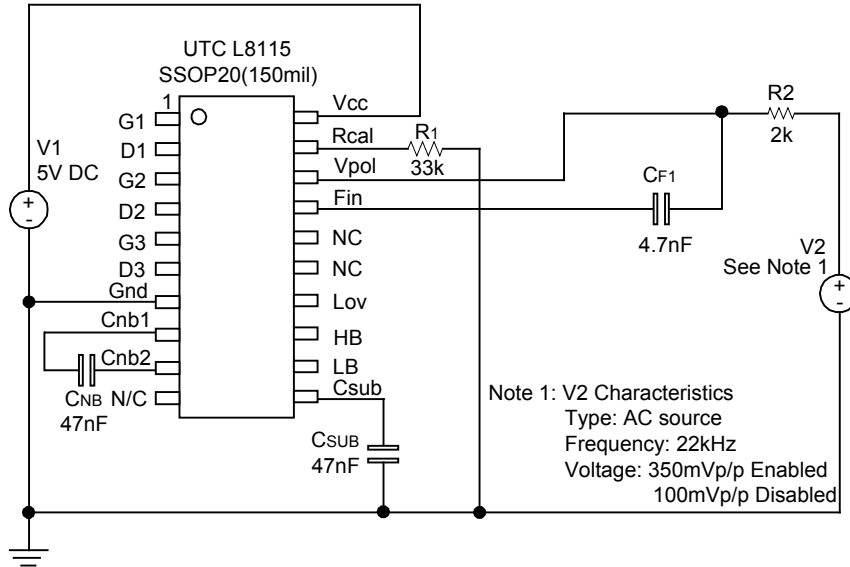 UTC L8115
SSOP20(150mil)
1
G1
D1
G2
D2
G3
D3
Gnd
Cnb1
Cnb2
N/C
Vcc
Rcal
Vpol
Fin
NC
NC
Lov
HB
LB
Csub
V1
5V DC
+
-
R1
33k
CF1
4.7nF
R2
2k
V2
See Note 1
+
-
CNB
47nF
CSUB
47nF
Note 1: V2 Characteristics
Type: AC source
Frequency: 22kHz
Voltage: 350mVp/p Enabled
100mVp/p Disabled